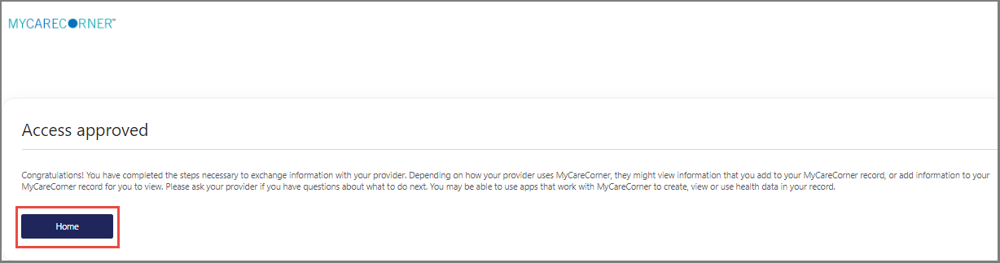 MYCARECORNER™
Access approved
Congratulations! You have completed the steps necessary to exchange information with your provider. Depending on how your provider uses MyCareCorner, they might view information that you add to your MyCareCorner record, or add information to your
MyCareCorner record for you to view. Please ask your provider if you have questions about what to do next. You may be able to use apps that work with MyCareCorner to create, view or use health data in your record.
Home